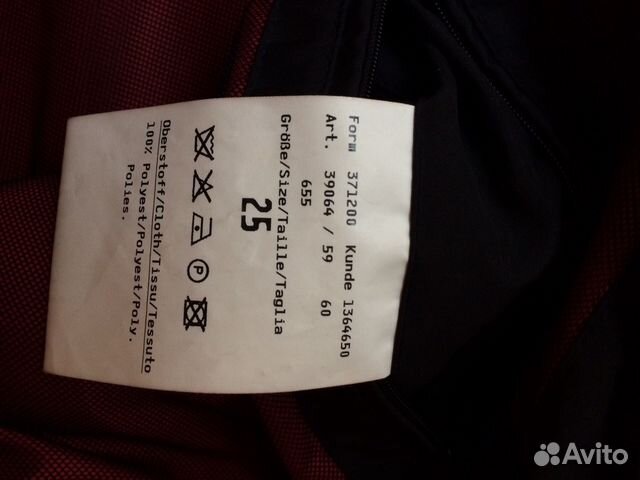 Form 371200 Kunde 1364650
Art. 39064 / 59 60
655
Größe/Size/Taille/Taglia
25
P
Oberstoff/Cloth/Tissu/Tessuto
100% Polyest/Polyest/Poly.
Polies.
Avito